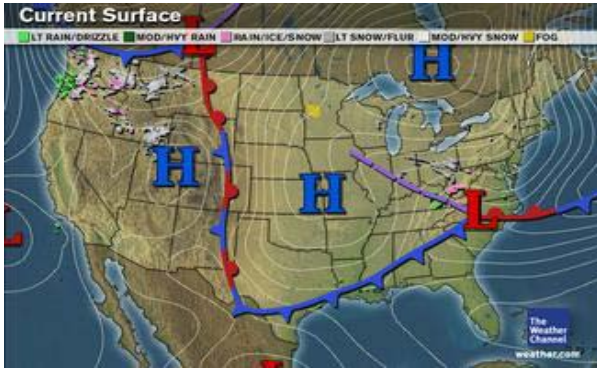 Current Surface
LT RAIN/DRIZZLE MOD/HVY RAIN RAIN/ICE/SNOW LT SNOW/FLUR MOD/HVY SNOW FOG
L
H
H
H
L
L
L
The
Weather
Channel
weather.com